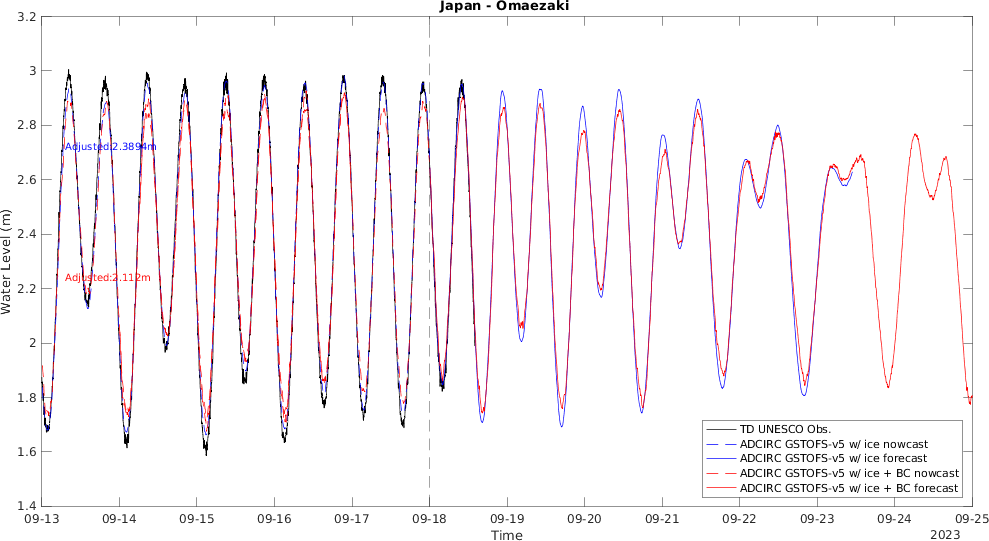 Japan - Omaezaki
3.2
3
2.8
2.6
2.4
2.2
2
1.8
1.6
1.4
Water Level (m)
Adjusted:2.3894m
Adjusted:2.112m
TD UNESCO Obs.
ADCIRC GSTOFS-v5 w/ ice nowcast
ADCIRC GSTOFS-v5 w/ ice forecast
ADCIRC GSTOFS-v5 w/ ice + BC nowcast
ADCIRC GSTOFS-v5 w/ ice + BC forecast
09-13 09-14 09-15 09-16 09-17 09-18 09-19 09-20 09-21 09-22 09-23 09-24 09-25
Time
2023